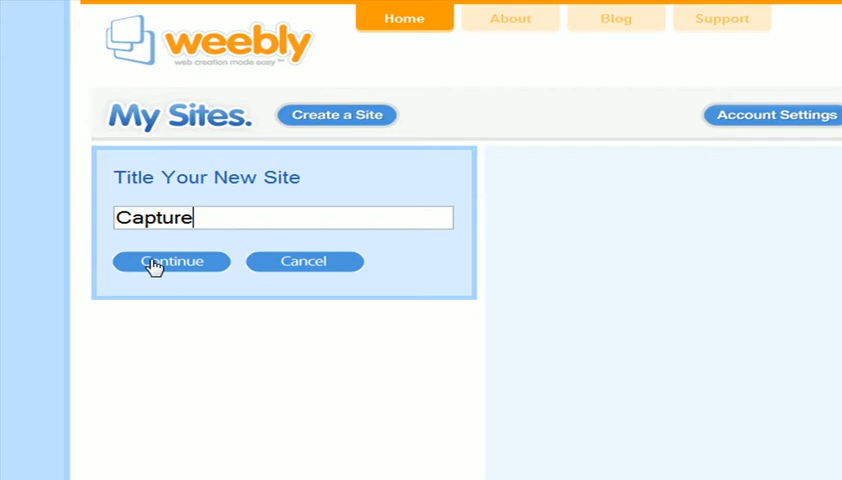 Home
About
Blog
Support
weebly
web creation made easy™
My Sites.
Create a Site
Account Settings
Title Your New Site
Capture
Continue
Cancel